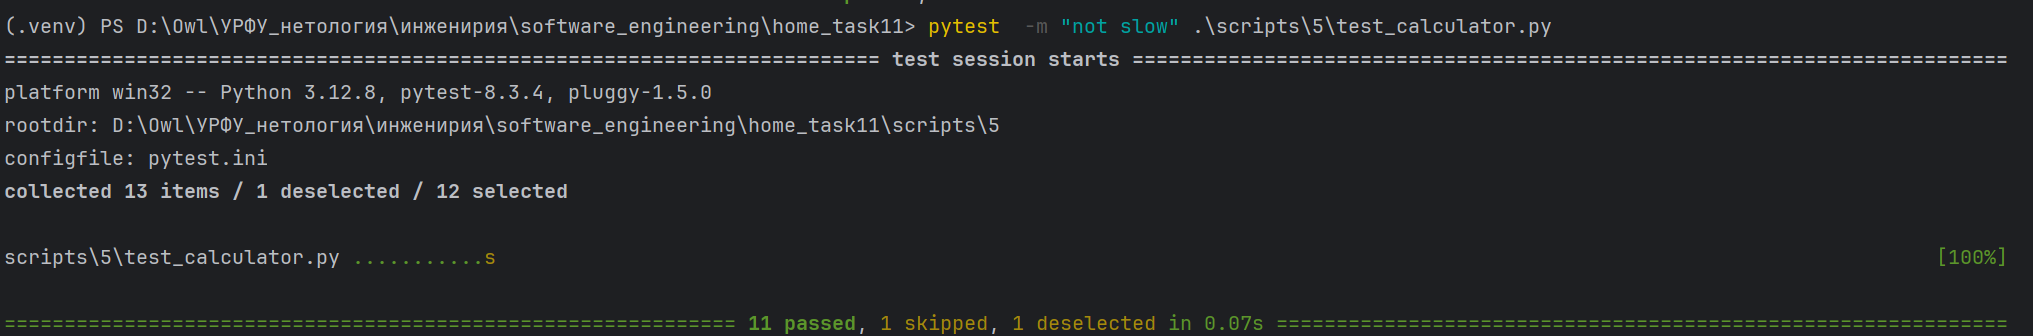 (.venv) PS D:\Owl\УРФУ_нетология\инженирия\software_engineering\home_task11> pytest  -m "not slow" .\scripts\5\test_calculator.py
========================================================================= test session starts =========================================================================
platform win32 -- Python 3.12.8, pytest-8.3.4, pluggy-1.5.0
rootdir: D:\Owl\УРФУ_нетология\инженирия\software_engineering\home_task11\scripts\5
configfile: pytest.ini
collected 13 items / 1 deselected / 12 selected
scripts\5\test_calculator.py ...........s [100%]
============================================================= 11 passed, 1 skipped, 1 deselected in 0.07s =============================================================